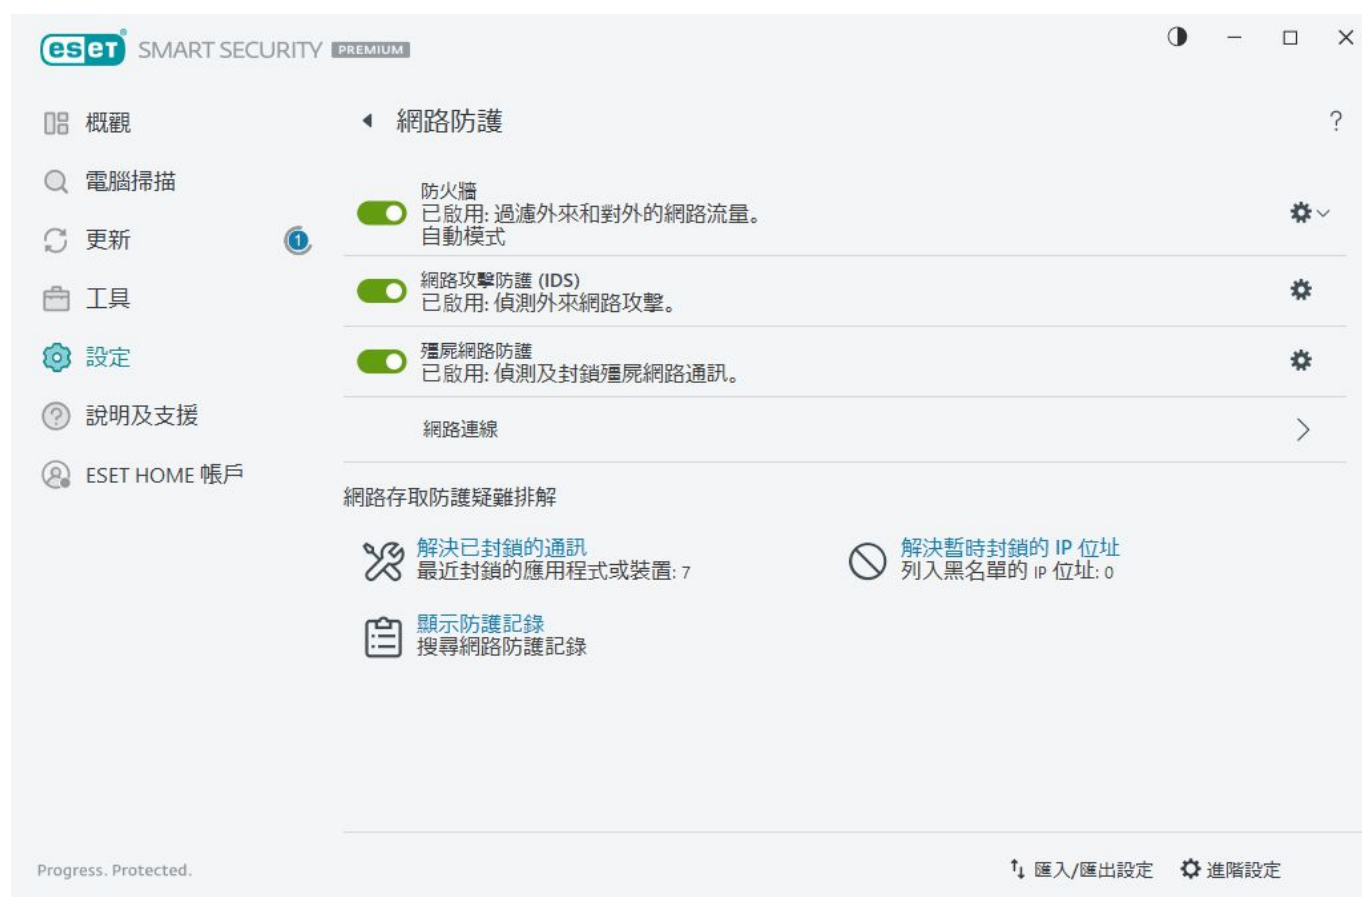 eset SMART SECURITY PREMIUM
概觀
電腦掃描
更新 1
工具
設定
說明及支援
ESET HOME 帳戶
網路防護
?
防火牆
已啟用: 過濾外來和對外的網路流量。
自動模式
網路攻擊防護 (IDS)
已啟用: 偵測外來網路攻擊。
殭屍網路防護
已啟用: 偵測及封鎖殭屍網路通訊。
網路連線
網路存取防護疑難排解
解決已封鎖的通訊
最近封鎖的應用程式或裝置: 7
解決暫時封鎖的 IP 位址
列入黑名單的 IP 位址: 0
顯示防護記錄
搜尋網路防護記錄
Progress. Protected.
匯入/匯出設定
進階設定